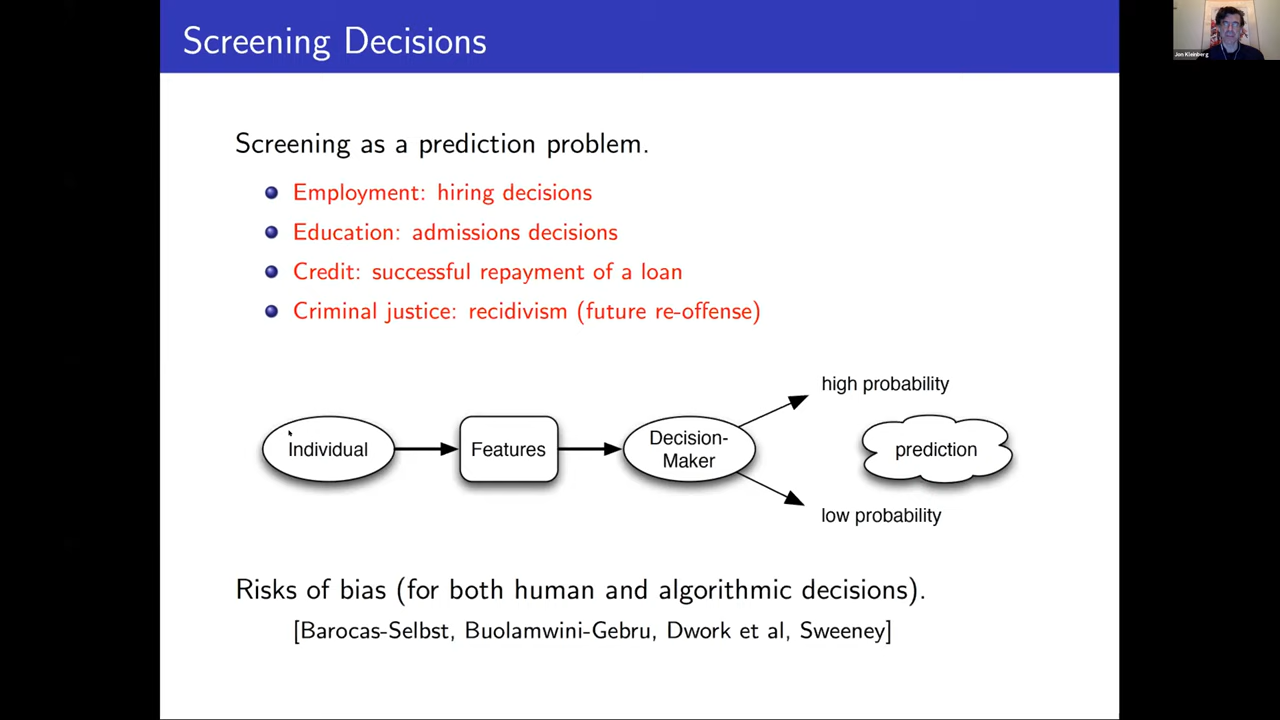 Screening Decisions
Jon Kleinberg
Screening as a prediction problem.
Employment: hiring decisions
Education: admissions decisions
Credit: successful repayment of a loan
Criminal justice: recidivism (future re-offense)
high probability
Individual
Features
Decision-
Maker
prediction
low probability
Risks of bias (for both human and algorithmic decisions).
[Barocas-Selbst, Buolamwini-Gebru, Dwork et al, Sweeney]